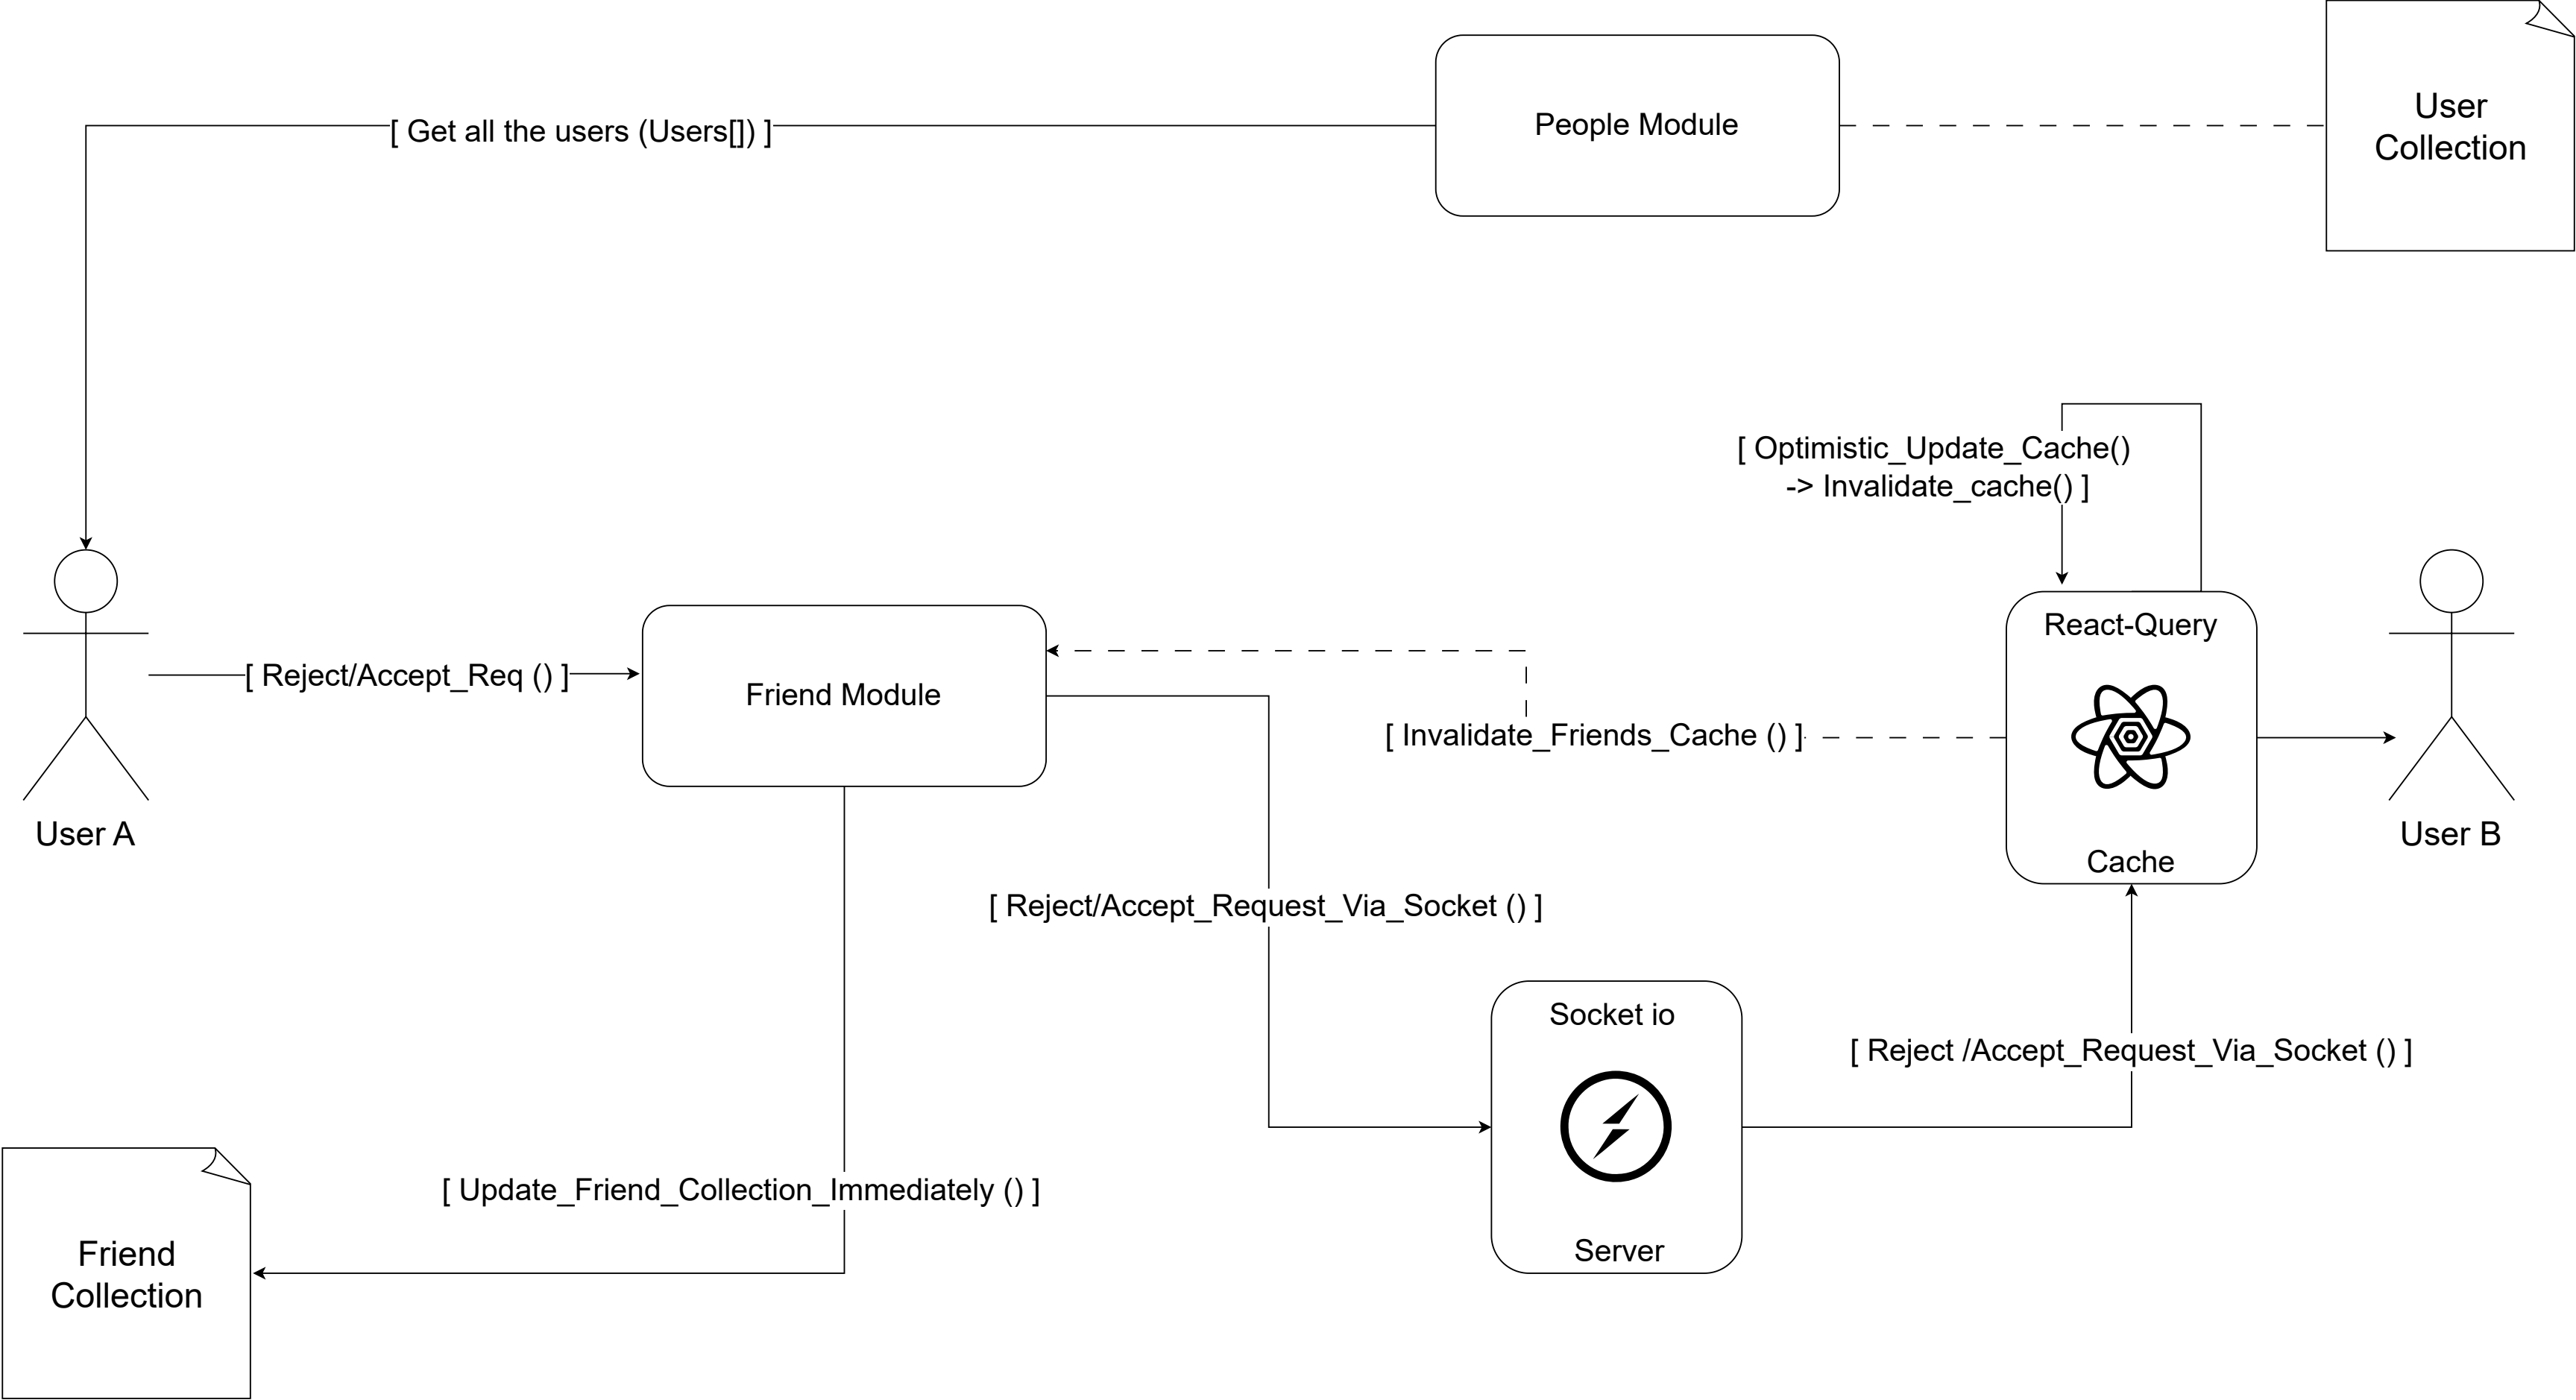 People Module
User
Collection
[ Get all the users (Users[]) ]
[ Optimistic_Update_Cache()
-> Invalidate_cache() ]
React-Query
[ Reject/Accept_Req () ]
Friend Module
[ Invalidate_Friends_Cache () ]
User A
User B
Cache
[ Reject/Accept_Request_Via_Socket () ]
Socket io
[ Reject /Accept_Request_Via_Socket () ]
[ Update_Friend_Collection_Immediately () ]
Friend
Collection
Server